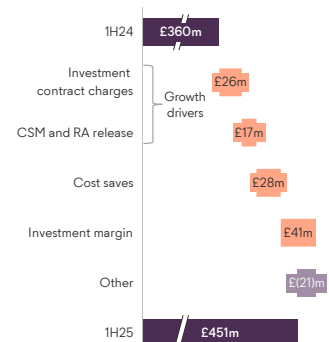 1H24
£360m
Investment
contract charges
£26m
Growth
drivers
CSM and RA release
£17m
Cost saves
£28m
Investment margin
£41m
Other
£(21)m
1H25
£451m